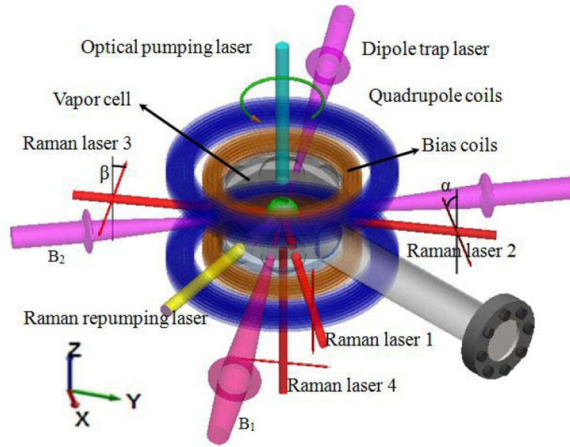 Optical pumping laser
Dipole trap laser
Vapor cell
Quadrupole coils
Raman laser 3
Bias coils
β
α
B₂
Raman laser 2
Raman repumping laser
Raman laser 1
Z
Y
X
Raman laser 4
B₁